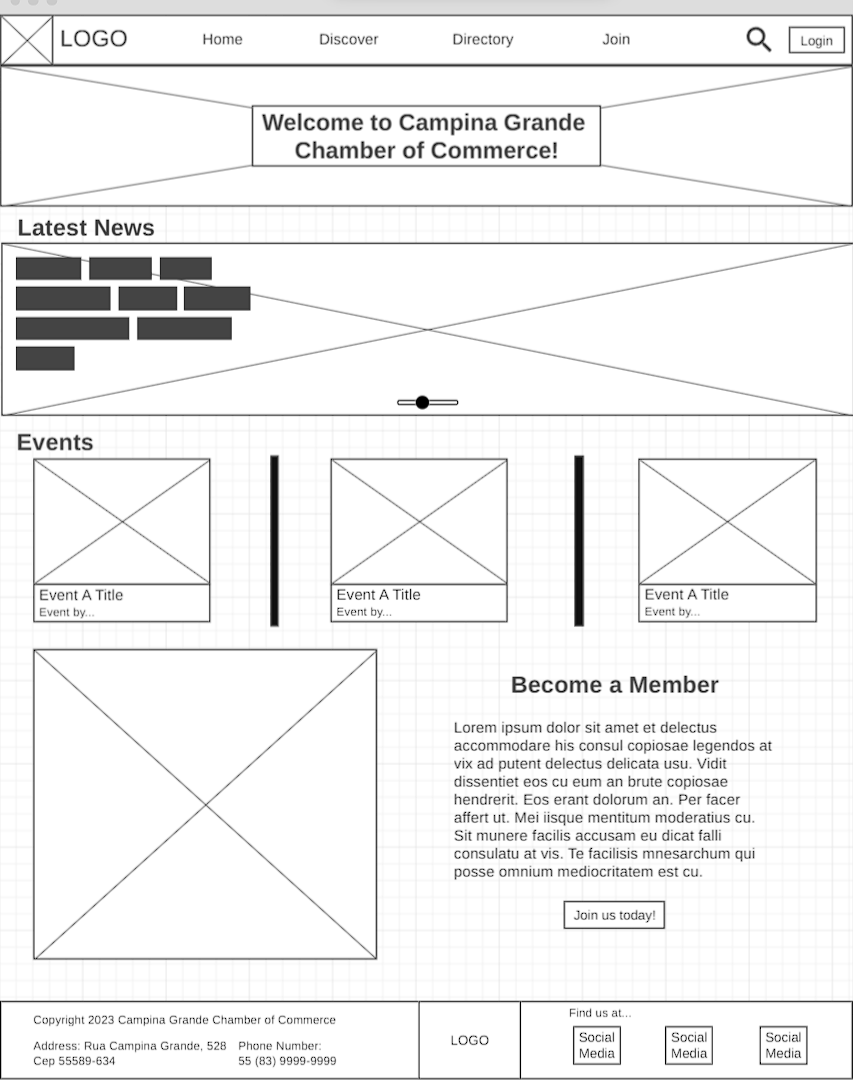 LOGO Home Discover Directory Join Login
Welcome to Campina Grande
Chamber of Commerce!
Latest News
Events
Event A Title
Event by...
Event A Title
Event by...
Event A Title
Event by...
Become a Member
Lorem ipsum dolor sit amet et delectus
accommodare his consul copiosae legendos at
vix ad putent delectus delicata usu. Vidit
dissentiet eos cu eum an brute copiosae
hendrerit. Eos erant dolorum an. Per facer
affert ut. Mei iisque mentitum moderatius cu.
Sit munere facilis accusam eu dicat falli
consulatu at vis. Te facilisis mnesarchum qui
posse omnium mediocritatem est cu.
Join us today!
Copyright 2023 Campina Grande Chamber of Commerce
Address: Rua Campina Grande, 528
Cep 55589-634
Phone Number:
55 (83) 9999-9999
LOGO
Find us at...
Social
Media
Social
Media
Social
Media